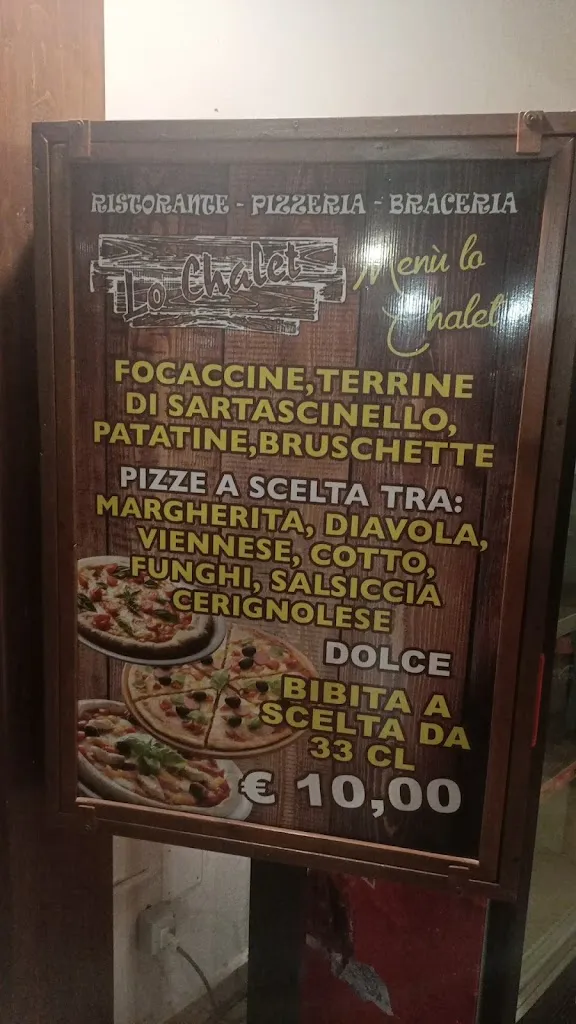 RISTORANTE - PIZZERIA - BRACERIA
Lo Chalet
Menù lo
Chalet
FOCACCINE,TERRINE
DI SARTASCINELLO,
PATATINE,BRUSCHETTE
PIZZE A SCELTA TRA:
MARGHERITA, DIAVOLA,
VIENNESE, COTTO,
FUNGHI, SALSICCIA
CERIGNOLESE
DOLCE
BIBITA A
SCELTA DA
33 CL
€ 10,00